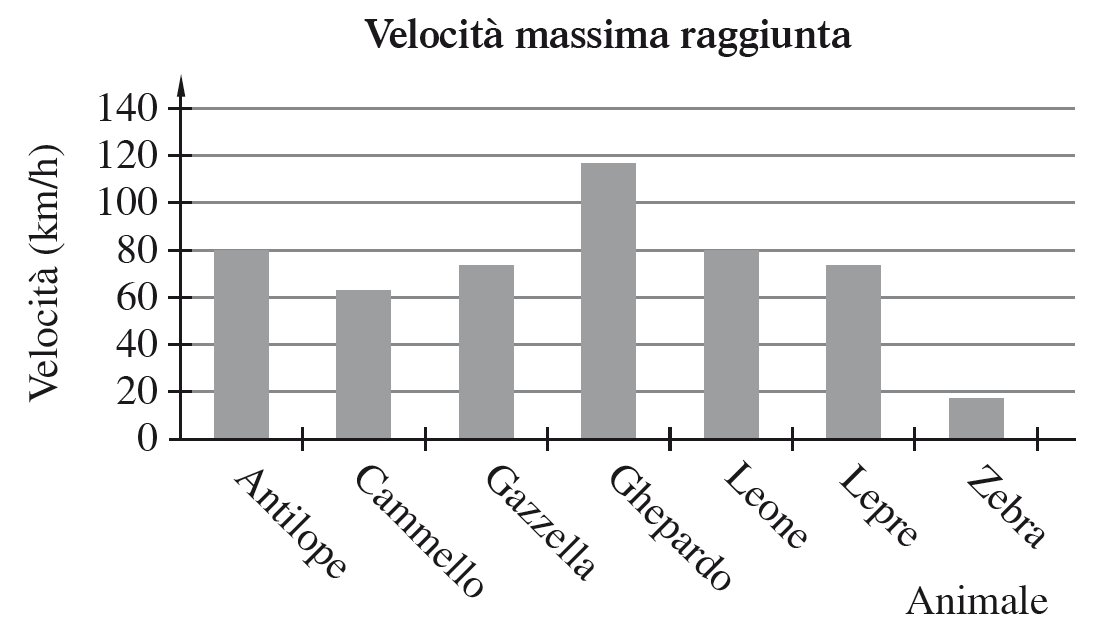 Velocità massima raggiunta
Velocità (km/h)
140
120
100
80
60
40
20
0
Antilope
Cammello
Gazzella
Ghepardo
Leone
Lepre
Zebra
Animale